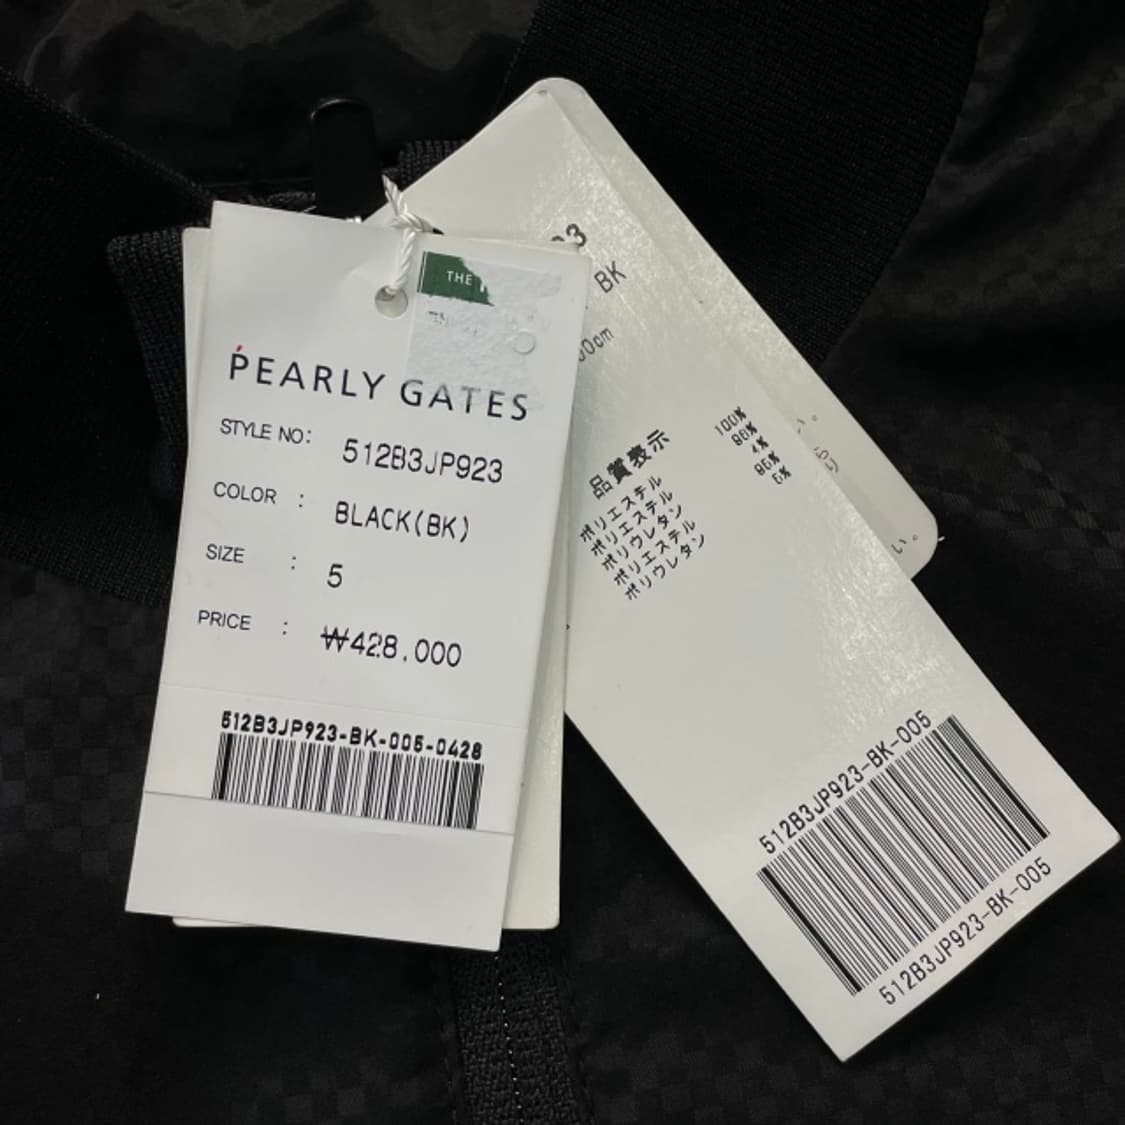 THE
PEARLY GATES
STYLE NO: 512B3JP923
COLOR : BLACK(BK)
SIZE : 5
PRICE : ₩428.000
512B3JP923-BK-005-0428
BK
品質表示
ポリエステル 100%
ポリエステル 96%
ポリウレタン 4%
ポリエステル 95%
ポリウレタン 5%
512B3JP923-BK-005
512B3JP923-BK-005